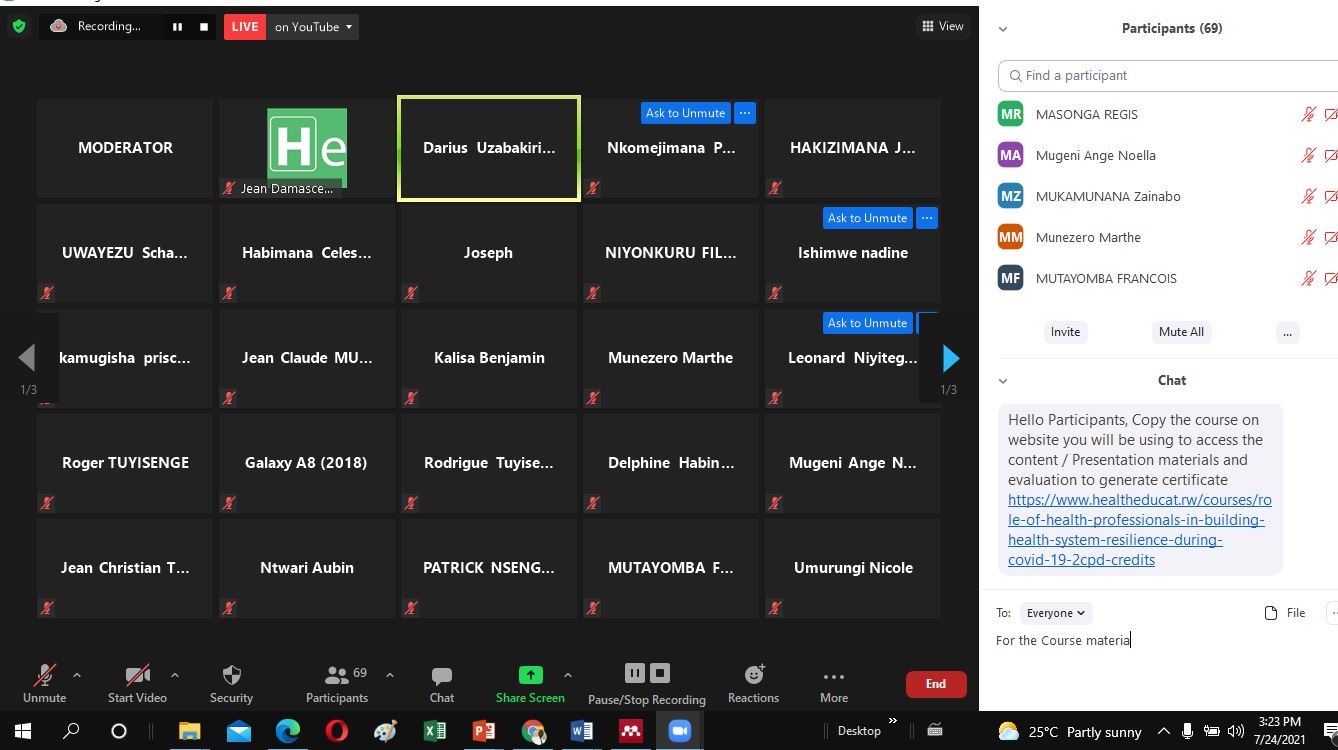 Recording...
LIVE on YouTube
View
MODERATOR
He
Jean Damasce...
Darius Uzabakiri...
Ask to Unmute ...
Nkomejimana P...
HAKIZIMANA J...
UWAYEZU Scha...
Habimana Celes...
Joseph
NIYONKURU FIL...
Ask to Unmute ...
Ishimwe nadine
kamugisha prisc...
Jean Claude MU...
Kalisa Benjamin
Munezero Marthe
Ask to Unmute
Leonard Niyiteg...
1/3
1/3
Roger TUYISENGE
Galaxy A8 (2018)
Rodrigue Tuyise...
Delphine Habin...
Mugeni Ange N...
Jean Christian T...
Ntwari Aubin
PATRICK NSENG...
MUTAYOMBA F...
Umurungi Nicole
Unmute
Start Video
Security
69
Participants
Chat
Share Screen
Pause/Stop Recording
Reactions
More
End
Participants (69)
Find a participant
MR MASONGA REGIS
MA Mugeni Ange Noella
MZ MUKAMUNANA Zainabo
MM Munezero Marthe
MF MUTAYOMBA FRANCOIS
Invite Mute All ...
Chat
Hello Participants, Copy the course on
website you will be using to access the
content / Presentation materials and
evaluation to generate certificate
https://www.healtheducat.rw/courses/ro
le-of-health-professionals-in-building-
health-system-resilience-during-
covid-19-2cpd-credits
To: Everyone File
For the Course materia
Desktop
25°C Partly sunny
3:23 PM
7/24/2021